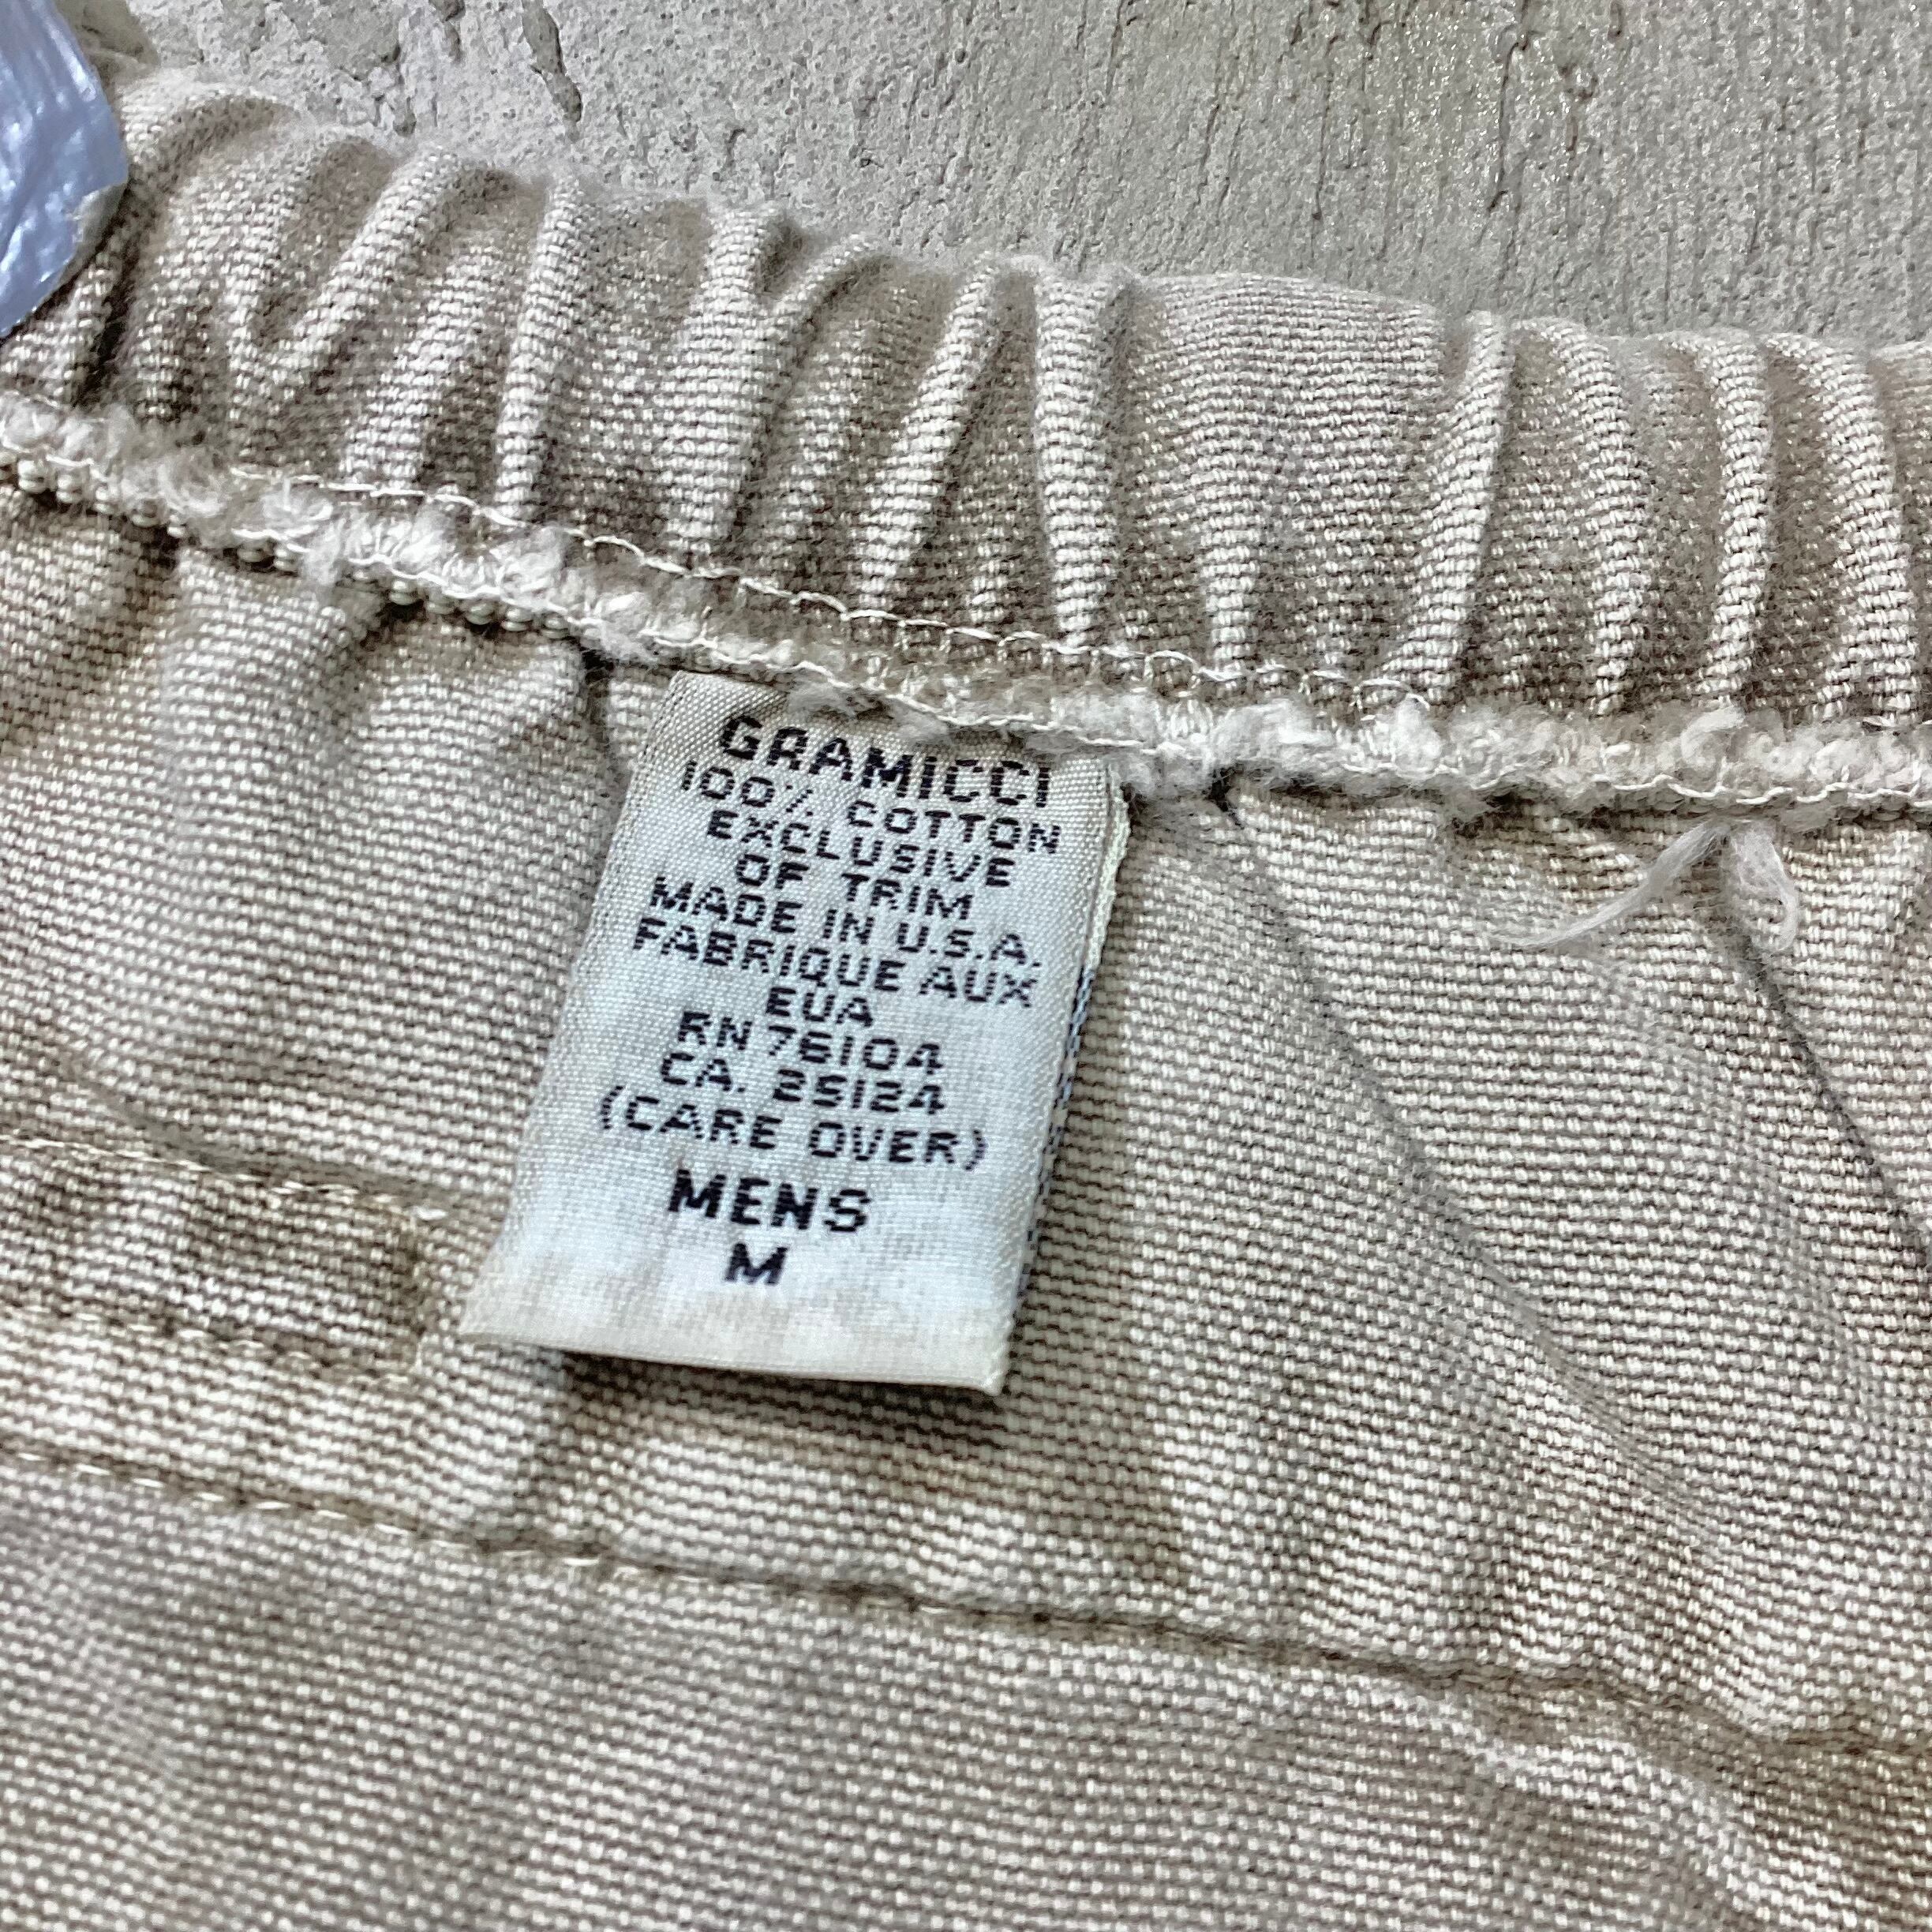 GRAMICCI
100% COTTON
EXCLUSIVE
OF TRIM
MADE IN U.S.A.
FABRIQUE AUX
EUA
RN 76104
CA. 25124
(CARE OVER)
MENS
M